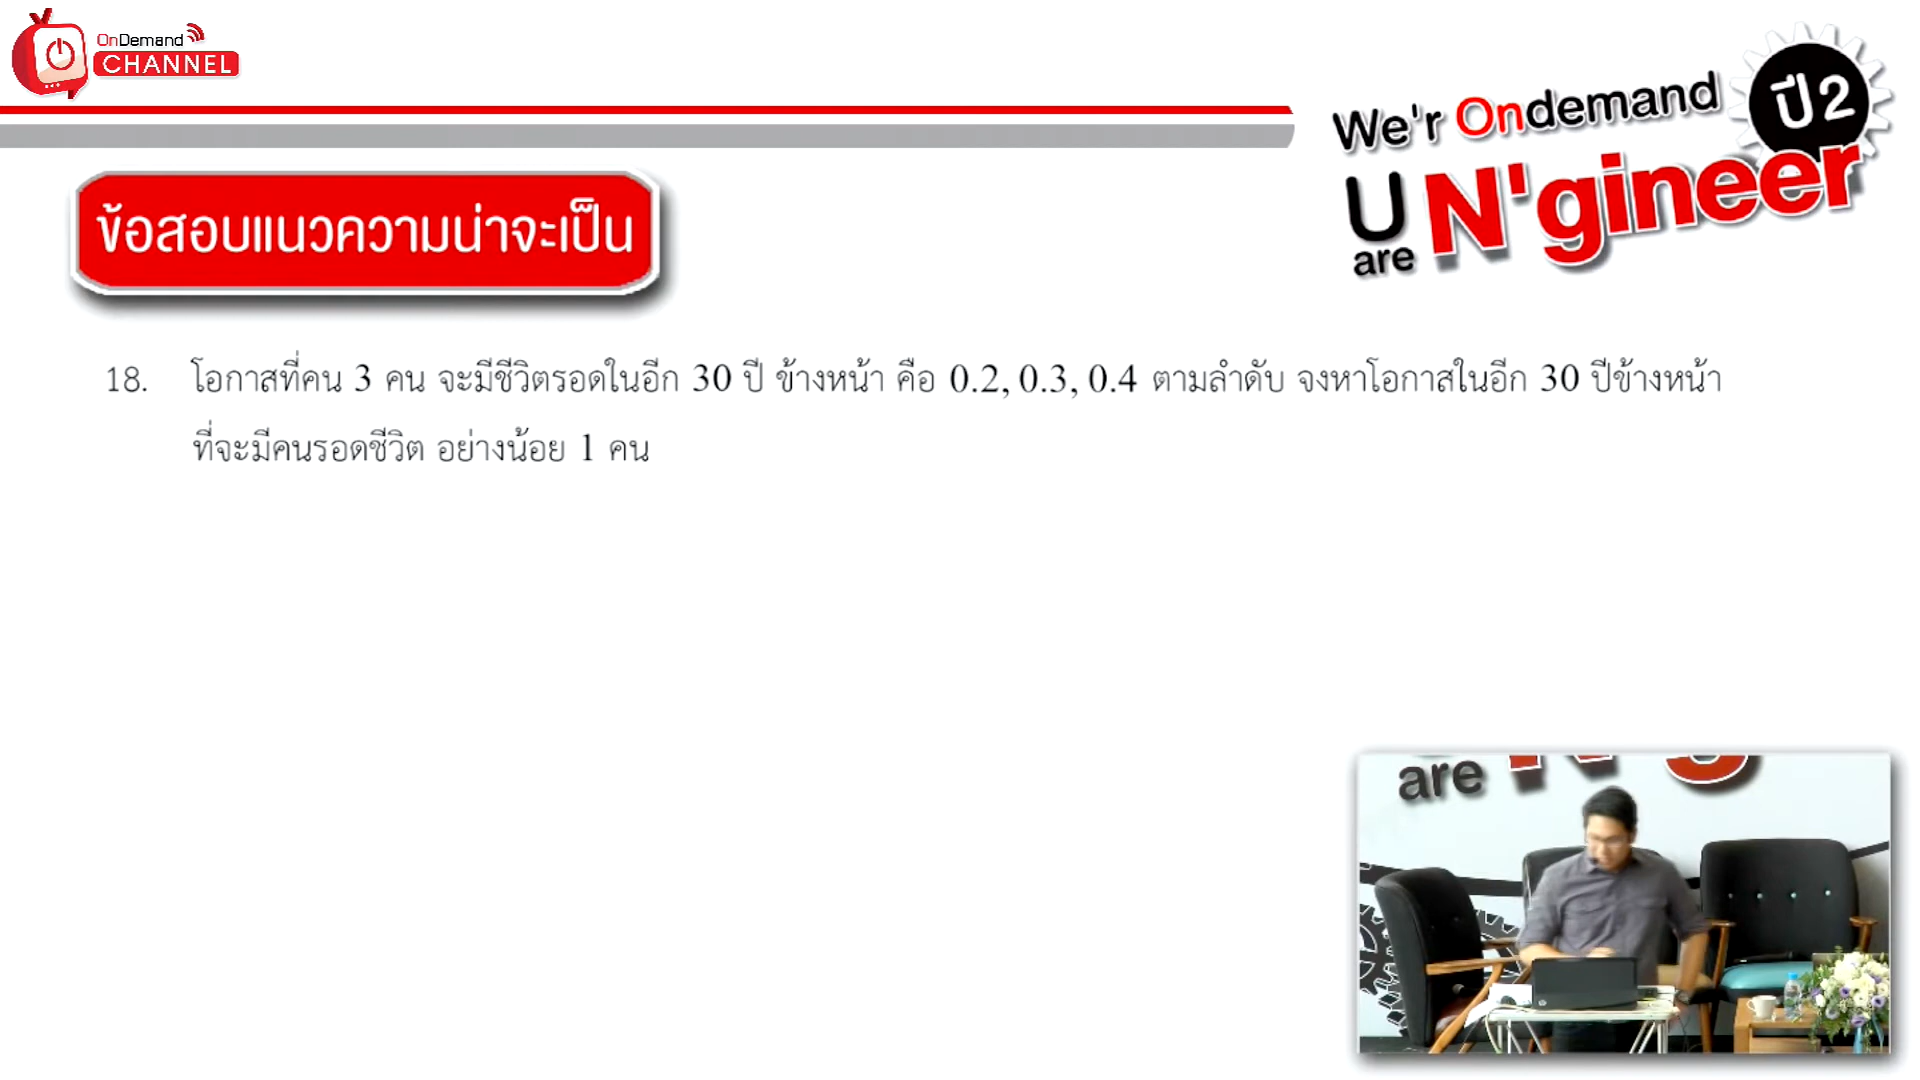 OnDemand
CHANNEL
We'r Ondemand ปี 2
U are N'gineer
ข้อสอบแนวความน่าจะเป็น
18. โอกาสที่คน 3 คน จะมีชีวิตรอดในอีก 30 ปี ข้างหน้า คือ 0.2, 0.3, 0.4 ตามลำดับ จงหาโอกาสในอีก 30 ปีข้างหน้า
ที่จะมีคนรอดชีวิต อย่างน้อย 1 คน
are